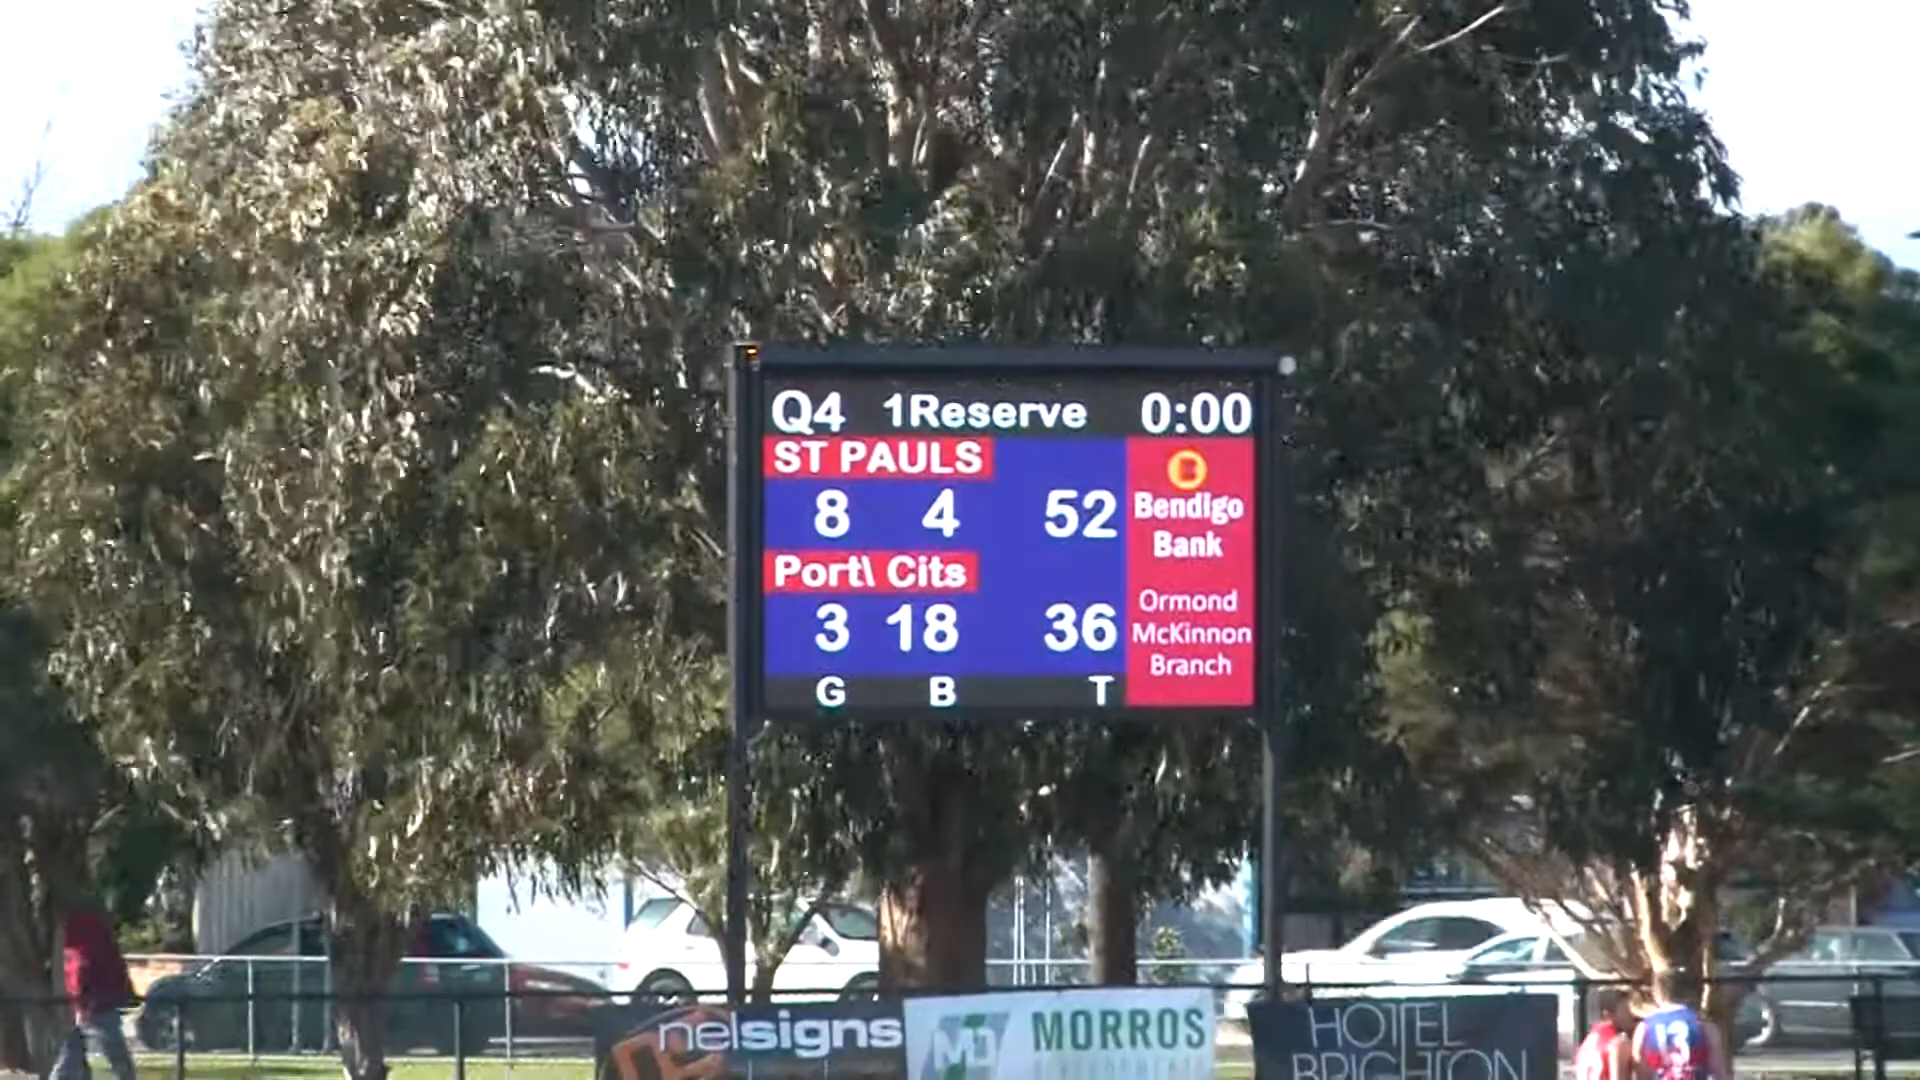 Q4 1Reserve 0:00
ST PAULS
8 4 52
Port\ Cits
3 18 36
G B T
Bendigo
Bank
Ormond
McKinnon
Branch
nelsigns
MORROS
HOTEL
BRIGHTON
13